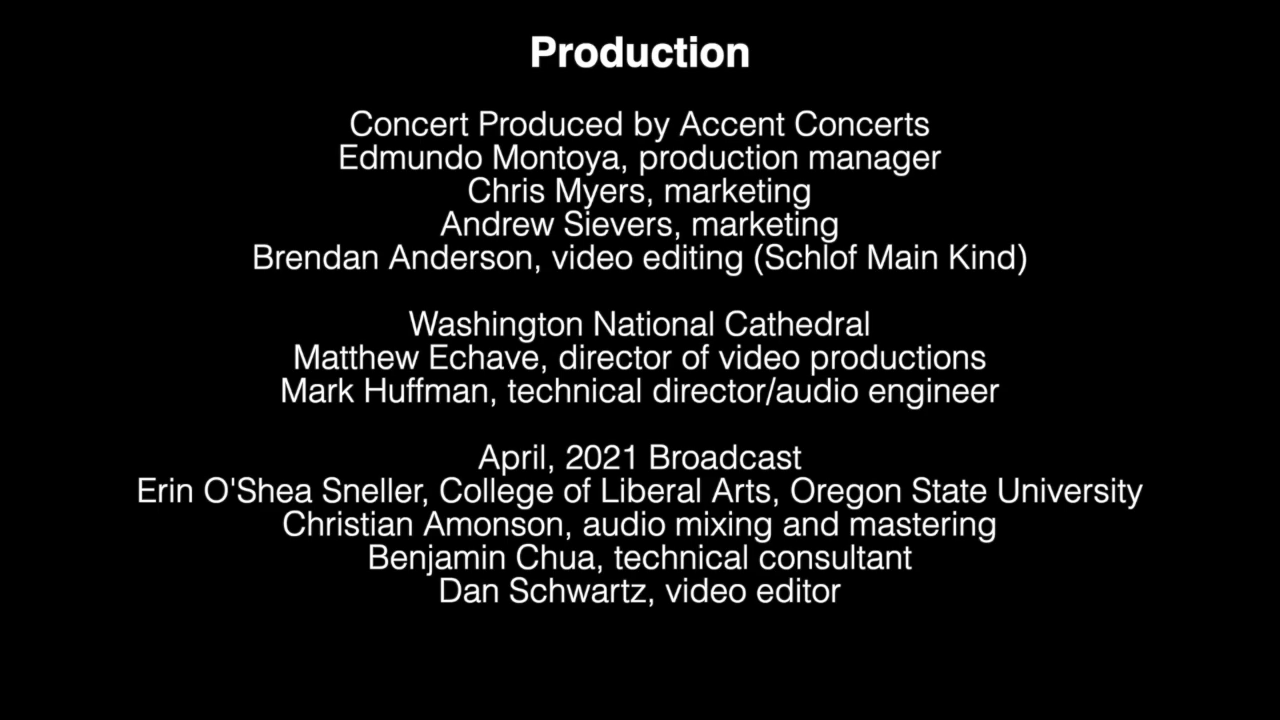 Production
Concert Produced by Accent Concerts
Edmundo Montoya, production manager
Chris Myers, marketing
Andrew Sievers, marketing
Brendan Anderson, video editing (Schlof Main Kind)
Washington National Cathedral
Matthew Echave, director of video productions
Mark Huffman, technical director/audio engineer
April, 2021 Broadcast
Erin O'Shea Sneller, College of Liberal Arts, Oregon State University
Christian Amonson, audio mixing and mastering
Benjamin Chua, technical consultant
Dan Schwartz, video editor